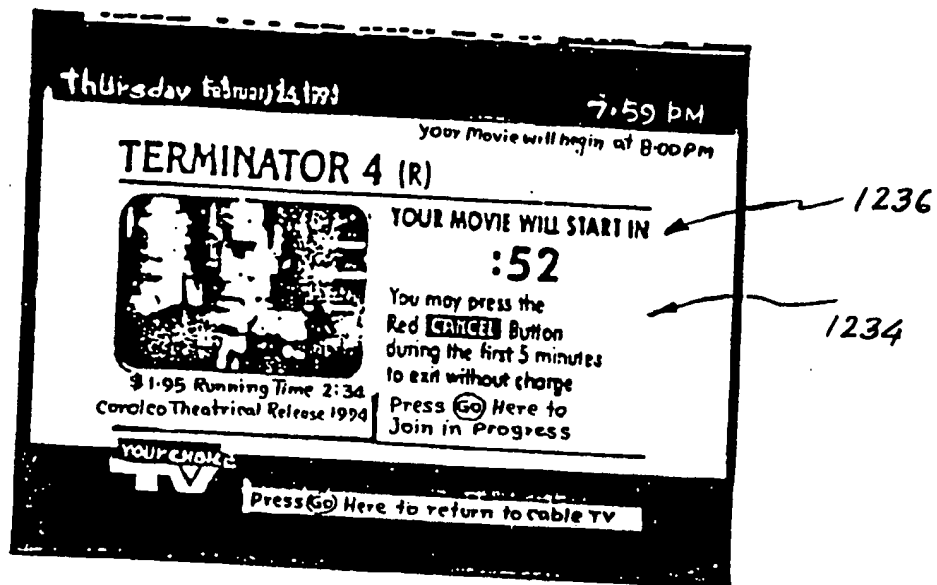 Thursday February
7:59 PM
Your Movie will begin at 8:00 PM
TERMINATOR 4 (R)
YOUR MOVIE WILL START IN
:52
You may press the
Red CANCEL Button
during the first 5 minutes
to exit without charge
$1.95 Running Time 2:34
Carolco Theatrical Release 1994
Press Go Here to
Join in Progress
YOUR CHOICE
TV
Press Go Here to return to cable TV
1236
1234